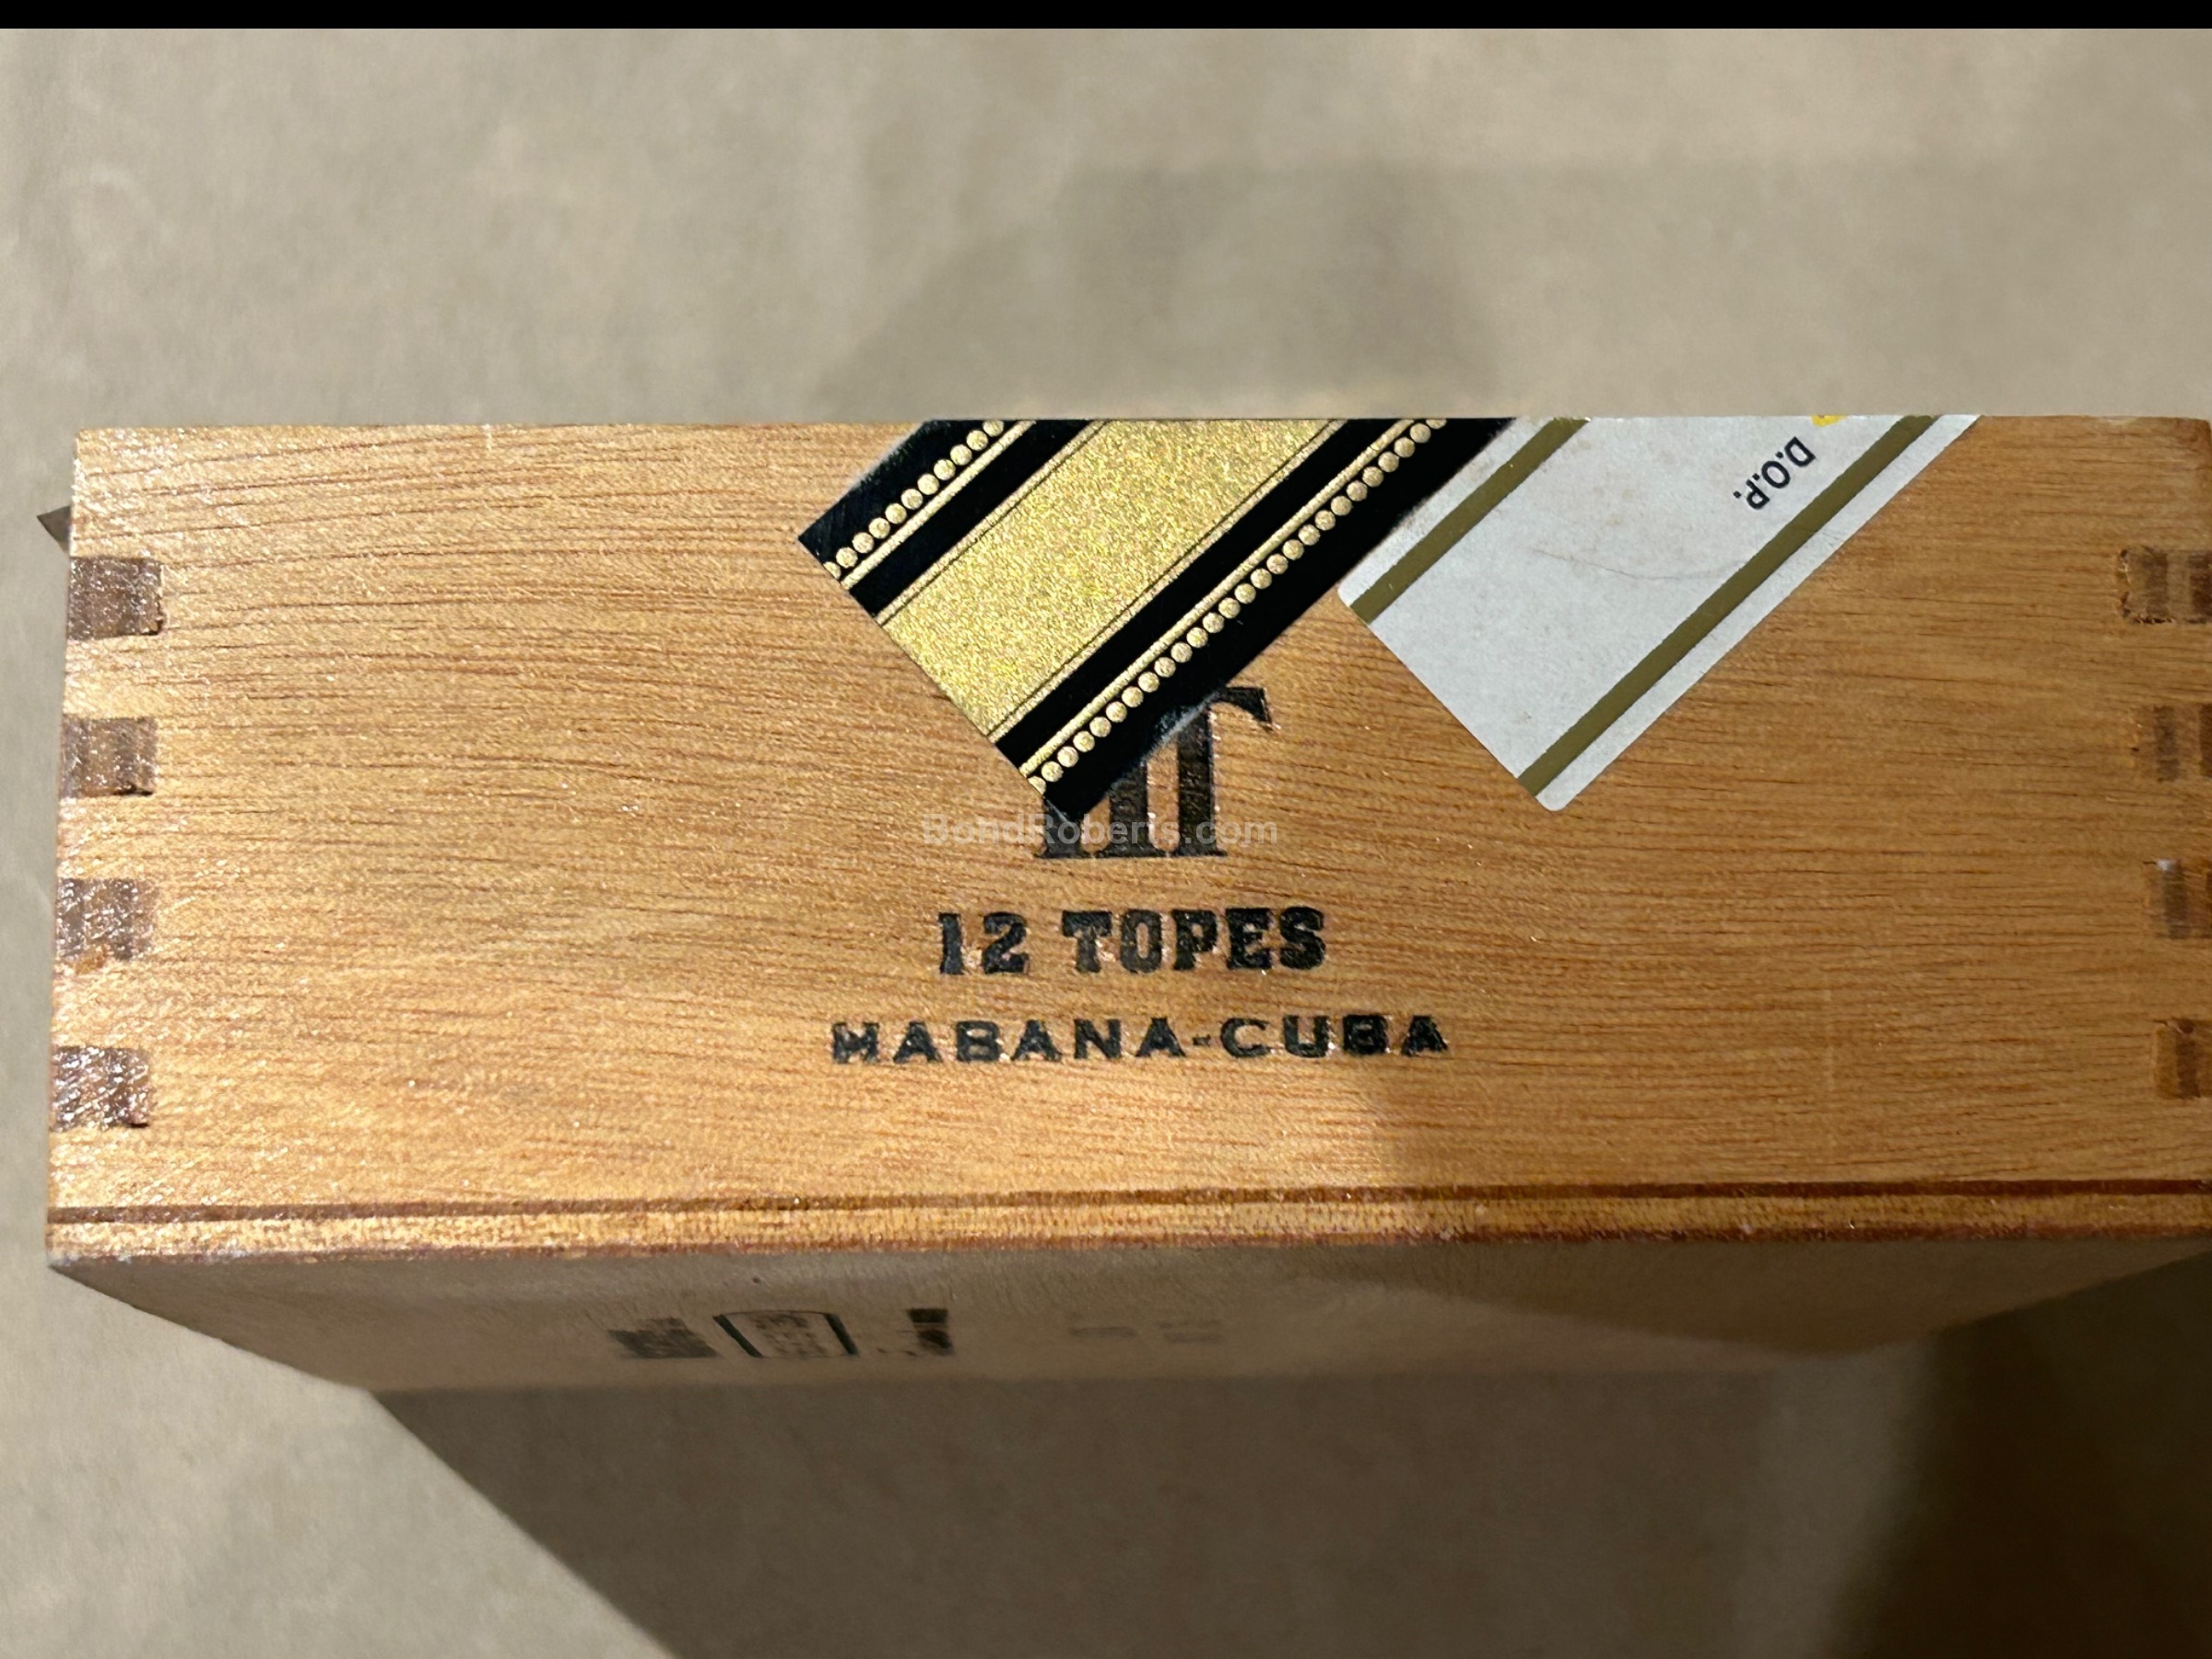 D.O.P.
BondRoberts.com
12 TOPES
HABANA-CUBA